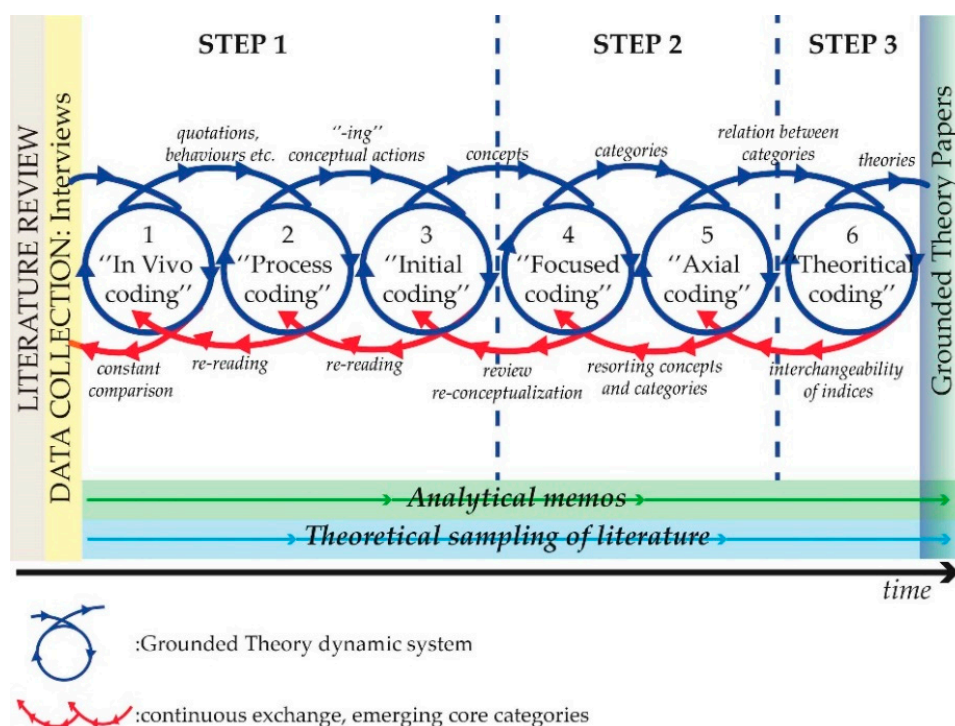 STEP 1
STEP 2
STEP 3
LITERATURE REVIEW
DATA COLLECTION: Interviews
quotations,
behaviours etc.
"-ing"
conceptual actions
concepts
categories
relation between
categories
theories
1
"In Vivo
coding"
2
"Process
coding"
3
"Initial
coding"
4
"Focused
coding"
5
"Axial
coding"
6
"Theoritical
coding"
constant
comparison
re-reading
re-reading
review
re-conceptualization
resorting concepts
and categories
interchangeability
of indices
Grounded Theory Papers
Analytical memos
Theoretical sampling of literature
time
:Grounded Theory dynamic system
:continuous exchange, emerging core categories